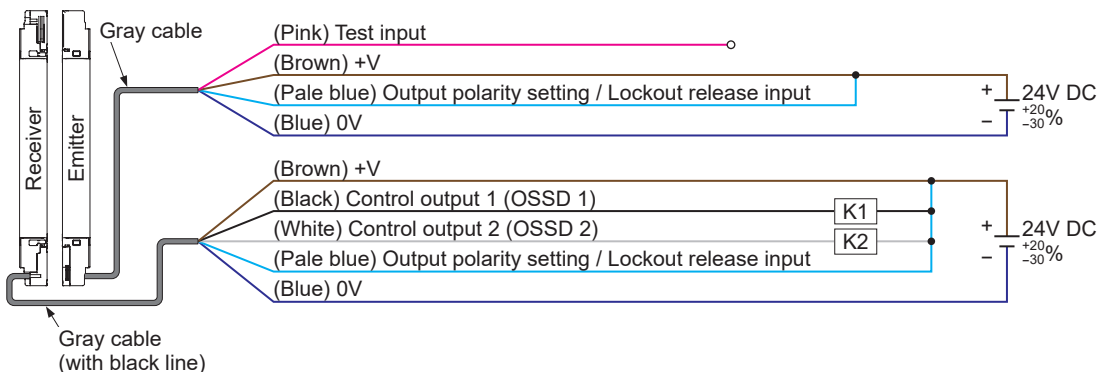 Gray cable
(Pink) Test input
(Brown) +V
(Pale blue) Output polarity setting / Lockout release input
(Blue) 0V
+
−
24V DC
+20
−30%
Receiver
Emitter
(Brown) +V
(Black) Control output 1 (OSSD 1)
K1
(White) Control output 2 (OSSD 2)
K2
(Pale blue) Output polarity setting / Lockout release input
(Blue) 0V
+
−
24V DC
+20
−30%
Gray cable
(with black line)